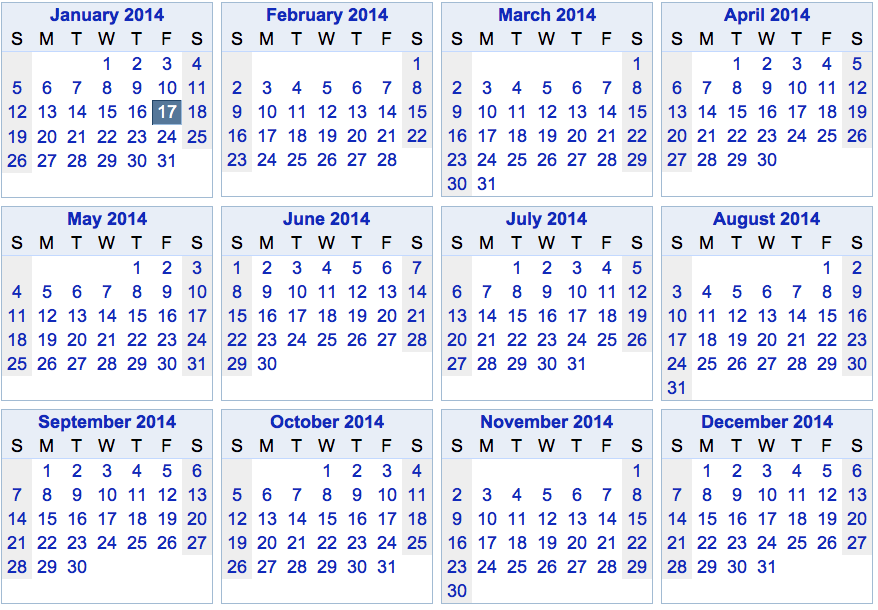 January 2014
S M T W T F S
1 2 3 4
5 6 7 8 9 10 11
12 13 14 15 16 17 18
19 20 21 22 23 24 25
26 27 28 29 30 31
February 2014
S M T W T F S
1
2 3 4 5 6 7 8
9 10 11 12 13 14 15
16 17 18 19 20 21 22
23 24 25 26 27 28
March 2014
S M T W T F S
1
2 3 4 5 6 7 8
9 10 11 12 13 14 15
16 17 18 19 20 21 22
23 24 25 26 27 28 29
30 31
April 2014
S M T W T F S
1 2 3 4 5
6 7 8 9 10 11 12
13 14 15 16 17 18 19
20 21 22 23 24 25 26
27 28 29 30
May 2014
S M T W T F S
1 2 3
4 5 6 7 8 9 10
11 12 13 14 15 16 17
18 19 20 21 22 23 24
25 26 27 28 29 30 31
June 2014
S M T W T F S
1 2 3 4 5 6 7
8 9 10 11 12 13 14
15 16 17 18 19 20 21
22 23 24 25 26 27 28
29 30
July 2014
S M T W T F S
1 2 3 4 5
6 7 8 9 10 11 12
13 14 15 16 17 18 19
20 21 22 23 24 25 26
27 28 29 30 31
August 2014
S M T W T F S
1 2
3 4 5 6 7 8 9
10 11 12 13 14 15 16
17 18 19 20 21 22 23
24 25 26 27 28 29 30
31
September 2014
S M T W T F S
1 2 3 4 5 6
7 8 9 10 11 12 13
14 15 16 17 18 19 20
21 22 23 24 25 26 27
28 29 30
October 2014
S M T W T F S
1 2 3 4
5 6 7 8 9 10 11
12 13 14 15 16 17 18
19 20 21 22 23 24 25
26 27 28 29 30 31
November 2014
S M T W T F S
1
2 3 4 5 6 7 8
9 10 11 12 13 14 15
16 17 18 19 20 21 22
23 24 25 26 27 28 29
30
December 2014
S M T W T F S
1 2 3 4 5 6
7 8 9 10 11 12 13
14 15 16 17 18 19 20
21 22 23 24 25 26 27
28 29 30 31